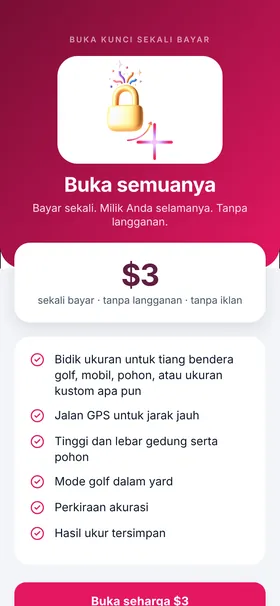 BUKA KUNCI SEKALI BAYAR
Buka semuanya
Bayar sekali. Milik Anda selamanya. Tanpa
langganan.
$3
sekali bayar · tanpa langganan · tanpa iklan
Bidik ukuran untuk tiang bendera
golf, mobil, pohon, atau ukuran
kustom apa pun
Jalan GPS untuk jarak jauh
Tinggi dan lebar gedung serta
pohon
Mode golf dalam yard
Perkiraan akurasi
Hasil ukur tersimpan
Buka seharga $3